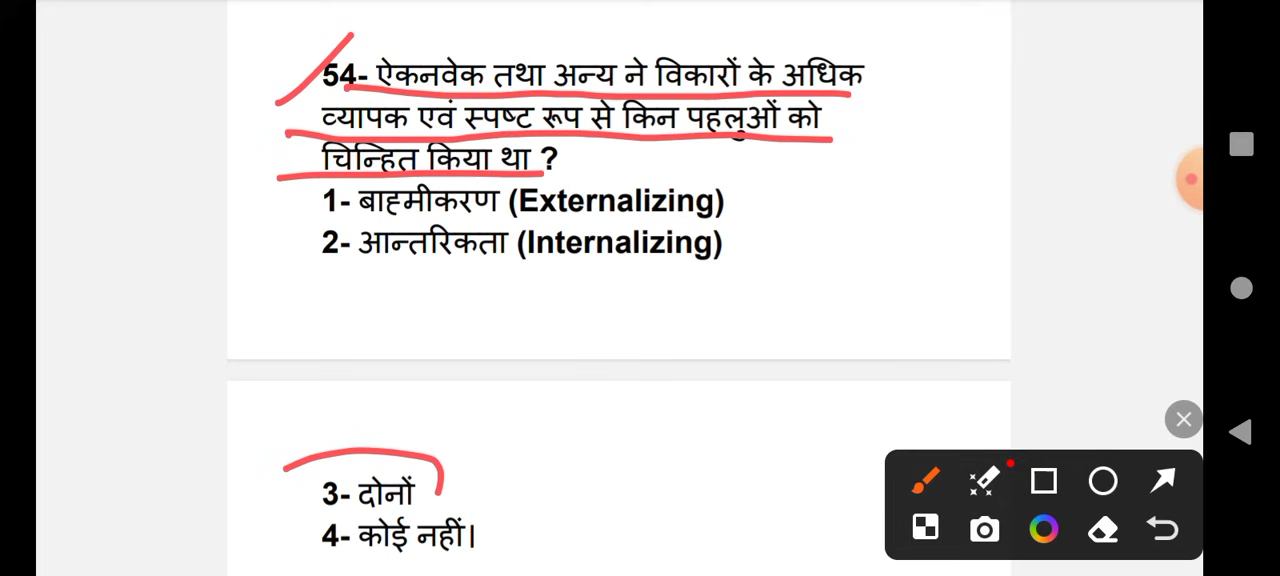 54- ऐकनवेक तथा अन्य ने विकारों के अधिक
व्यापक एवं स्पष्ट रूप से किन पहलुओं को
चिन्हित किया था ?
1- बाह्मीकरण (Externalizing)
2- आन्तरिकता (Internalizing)
3- दोनों
4- कोई नहीं।